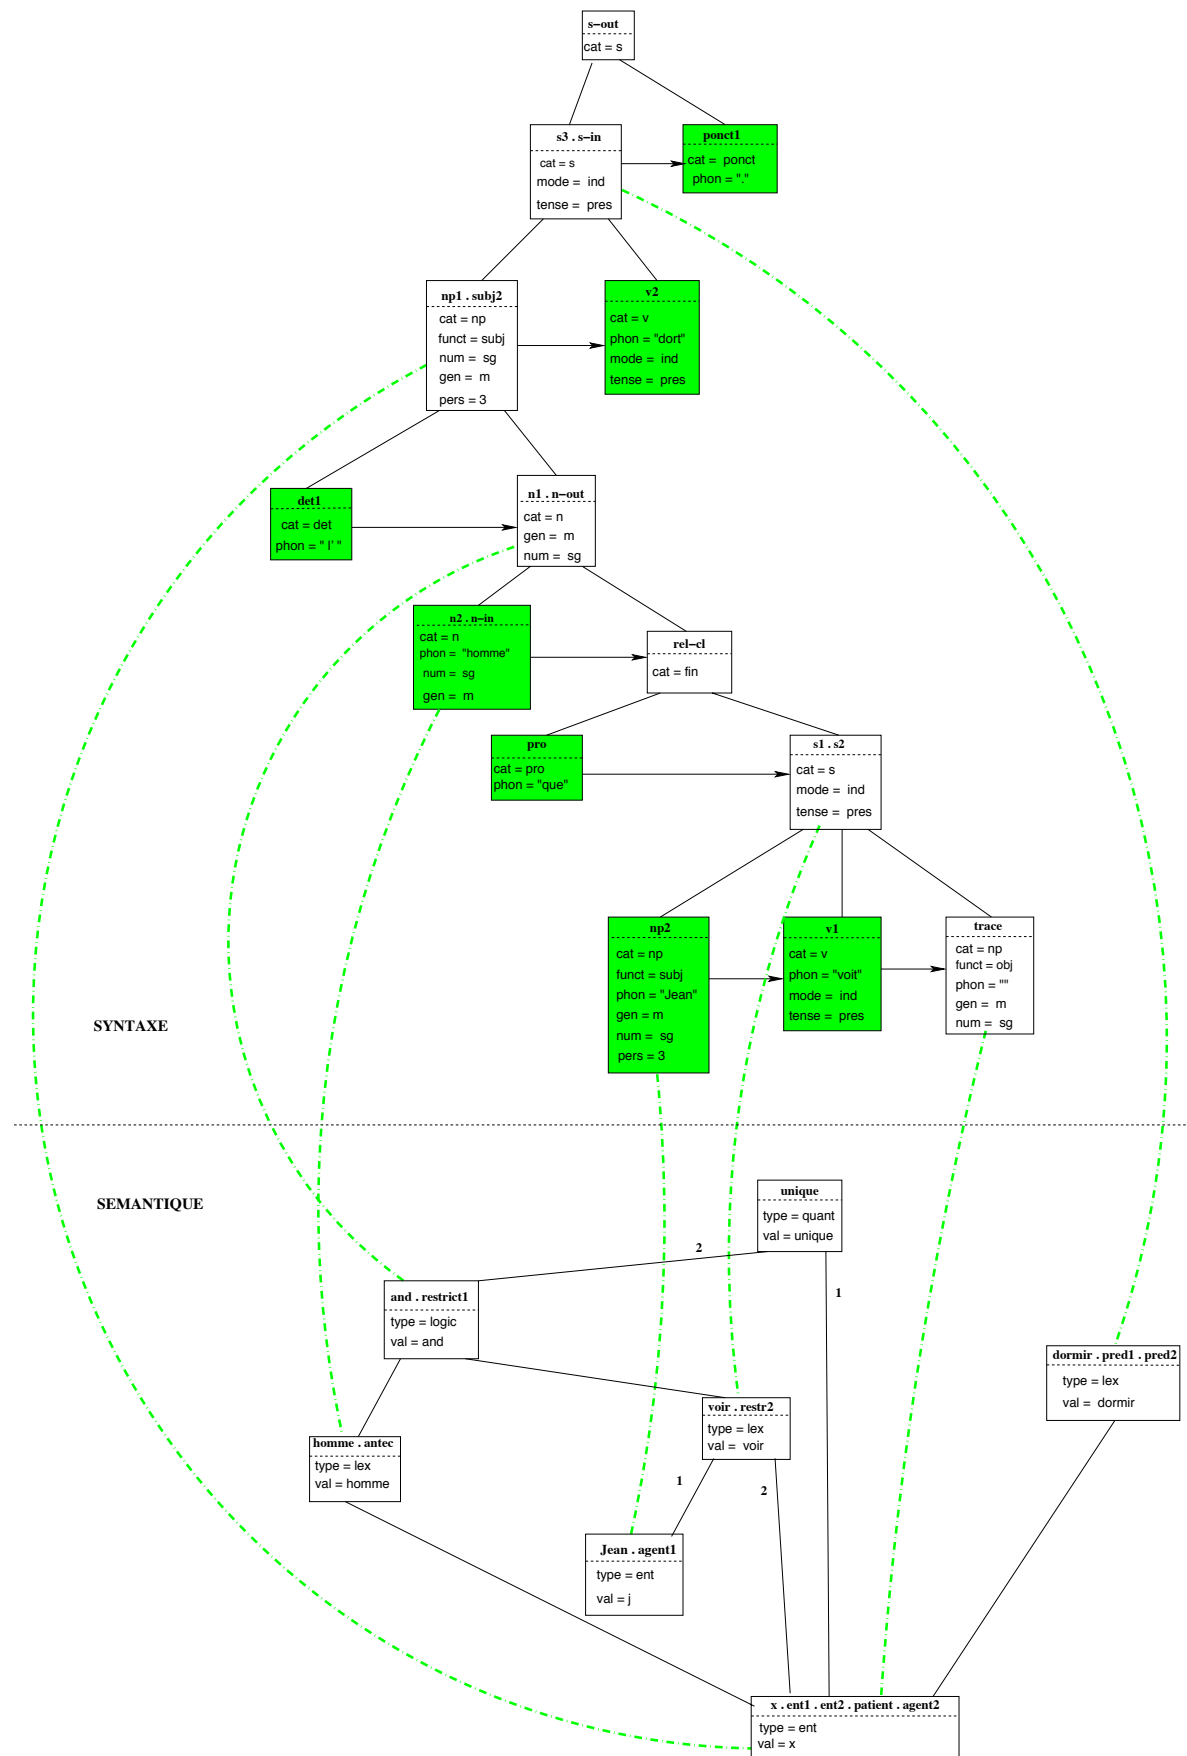 s−out
cat = s
s3 . s−in
cat = s
mode = ind
tense = pres
ponct1
cat = ponct
phon = "."
np1 . subj2
cat = np
funct = subj
num = sg
gen = m
pers = 3
v2
cat = v
phon = "dort"
mode = ind
tense = pres
det1
cat = det
phon = " l' "
n1 . n−out
cat = n
gen = m
num = sg
n2 . n−in
cat = n
phon = "homme"
num = sg
gen = m
rel−cl
cat = fin
pro
cat = pro
phon = "que"
s1 . s2
cat = s
mode = ind
tense = pres
np2
cat = np
funct = subj
phon = "Jean"
gen = m
num = sg
pers = 3
v1
cat = v
phon = "voit"
mode = ind
tense = pres
trace
cat = np
funct = obj
phon = ""
gen = m
num = sg
SYNTAXE
SEMANTIQUE
unique
type = quant
val = unique
2
1
and . restrict1
type = logic
val = and
dormir . pred1 . pred2
type = lex
val = dormir
voir . restr2
type = lex
val = voir
homme . antec
type = lex
val = homme
1
2
Jean . agent1
type = ent
val = j
x . ent1 . ent2 . patient . agent2
type = ent
val = x